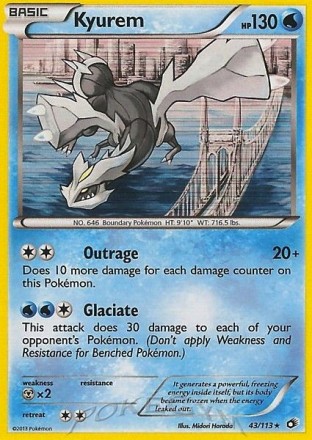 BASIC
Kyurem
HP 130
NO. 646 Boundary Pokémon HT: 9'10" WT: 716.5 lbs.
Outrage 20+
Does 10 more damage for each damage counter on
this Pokémon.
Glaciate
This attack does 30 damage to each of your
opponent's Pokémon. (Don't apply Weakness and
Resistance for Benched Pokémon.)
weakness
×2
resistance
retreat
It generates a powerful, freezing
energy inside itself, but its body
became frozen when the energy
leaked out.
©2013 Pokémon
Illus. Midori Harada
43/113 ★